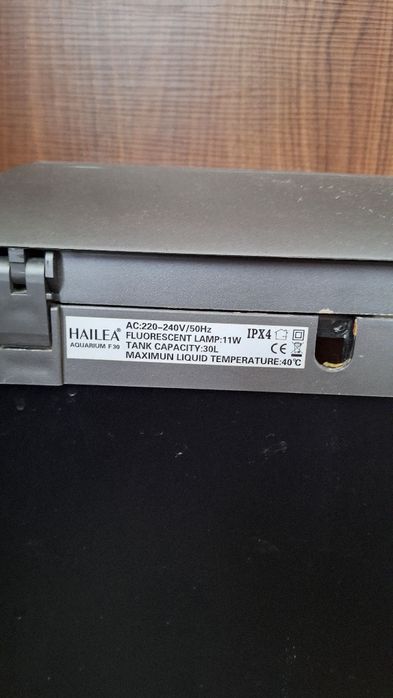 HAILEA®
AQUARIUM F30
AC:220-240V/50Hz
FLUORESCENT LAMP:11W
TANK CAPACITY:30L
MAXIMUN LIQUID TEMPERATURE:40℃
IPX4
CE